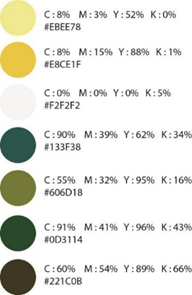 C : 8% M : 3% Y : 52% K : 0%
#EBEE78
C : 8% M : 15% Y : 88% K : 1%
#E8CE1F
C : 0% M : 0% Y : 0% K : 5%
#F2F2F2
C : 90% M : 39% Y : 62% K : 34%
#133F38
C : 55% M : 32% Y : 95% K : 16%
#606D18
C : 91% M : 41% Y : 96% K : 43%
#0D3114
C : 60% M : 54% Y : 89% K : 66%
#221C0B